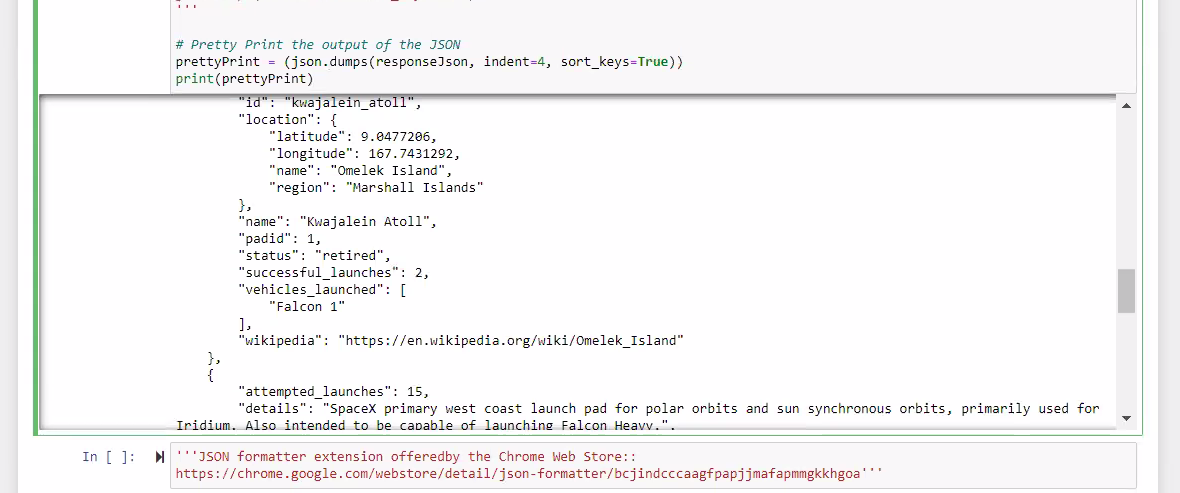 '''
# Pretty Print the output of the JSON
prettyPrint = (json.dumps(responseJson, indent=4, sort_keys=True))
print(prettyPrint)
"id": "kwajalein_atoll",
"location": {
"latitude": 9.0477206,
"longitude": 167.7431292,
"name": "Omelek Island",
"region": "Marshall Islands"
},
"name": "Kwajalein Atoll",
"padid": 1,
"status": "retired",
"successful_launches": 2,
"vehicles_launched": [
"Falcon 1"
],
"wikipedia": "https://en.wikipedia.org/wiki/Omelek_Island"
},
{
"attempted_launches": 15,
"details": "SpaceX primary west coast launch pad for polar orbits and sun synchronous orbits, primarily used for
Iridium. Also intended to be capable of launching Falcon Heavy.",
In [ ]: '''JSON formatter extension offeredby the Chrome Web Store::
https://chrome.google.com/webstore/detail/json-formatter/bcjindcccaagfpapjjmafapmmgkkhgoa'''